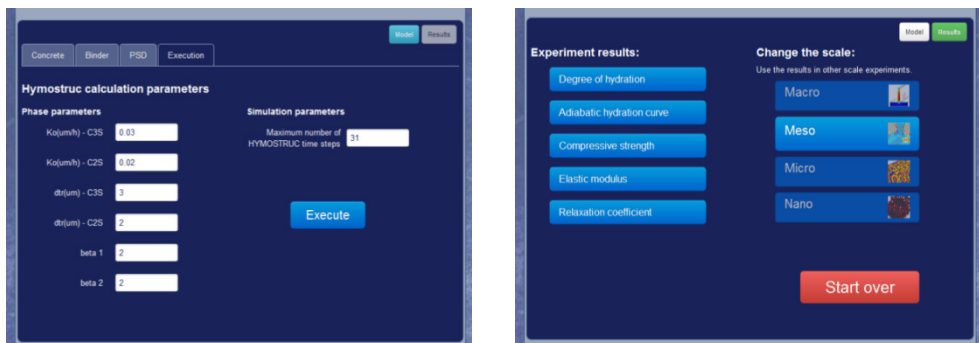 Model Results
Concrete Binder PSD Execution
Hymostruc calculation parameters
Phase parameters
Ko(um/h) - C3S 0.03
Ko(um/h) - C2S 0.02
dtr(um) - C3S 3
dtr(um) - C2S 2
beta 1 2
beta 2 2
Simulation parameters
Maximum number of
HYMOSTRUC time steps 31
Execute
Model Results
Experiment results:
Degree of hydration
Adiabatic hydration curve
Compressive strength
Elastic modulus
Relaxation coefficient
Change the scale:
Use the results in other scale experiments.
Macro
Meso
Micro
Nano
Start over